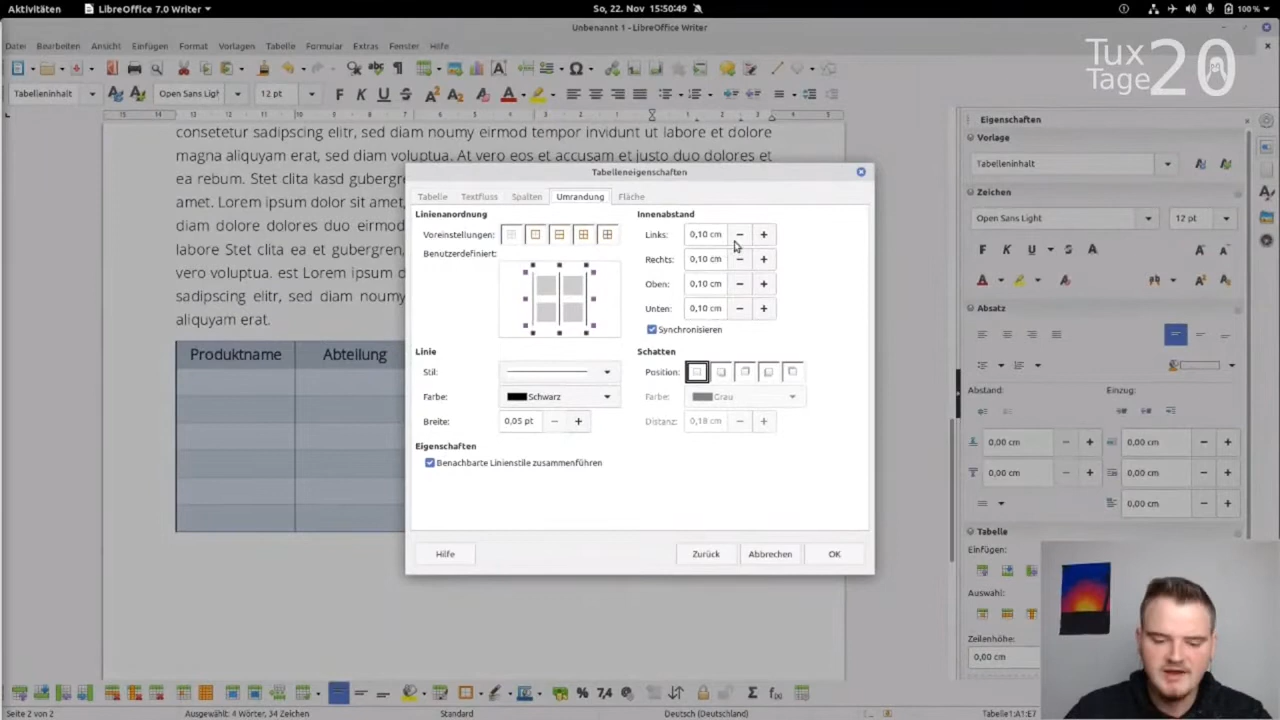 Aktivitäten
LibreOffice 7.0 Writer
So, 22. Nov 15:50:49
100 %
Unbenannt 1 - LibreOffice Writer
Datei Bearbeiten Ansicht Einfügen Format Vorlagen Tabelle Formular Extras Fenster Hilfe
Tux
Tage 20
Tabelleninhalt
Open Sans Light
12 pt
consetetur sadipscing elitr, sed diam nonumy eirmod tempor invidunt ut labore et dolore
magna aliquyam erat, sed diam voluptua. At vero eos et accusam et justo duo dolores et
ea rebum. Stet clita kasd gubergre
amet. Lorem ipsum dolor sit amet,
diam nonumy eirmod tempor
labore Stet clita ea et gubergren,
vero voluptua. est Lorem ipsum
ipsum dolor sit amet, consetetur
aliquyam erat.
Produktname
Abteilung
Tabelleneigenschaften
Tabelle Textfluss Spalten Umrandung Fläche
Linienanordnung
Voreinstellungen:
Benutzerdefiniert:
Linie
Stil:
Farbe: Schwarz
Breite: 0,05 pt
Eigenschaften
Benachbarte Linienstile zusammenführen
Innenabstand
Links: 0,10 cm
Rechts: 0,10 cm
Oben: 0,10 cm
Unten: 0,10 cm
Synchronisieren
Schatten
Position:
Farbe: Grau
Distanz: 0,18 cm
Hilfe
Zurück
Abbrechen
OK
Eigenschaften
Vorlage
Tabelleninhalt
Zeichen
Open Sans Light
12 pt
Absatz
Abstand:
Einzug:
0,00 cm
0,00 cm
0,00 cm
0,00 cm
0,00 cm
Tabelle
Einfügen:
Auswahl:
Zeilenhöhe:
0,00 cm
Seite 2 von 2
Ausgewählt: 4 Wörter, 34 Zeichen
Standard
Deutsch (Deutschland)
Tabelle1:A1:E7